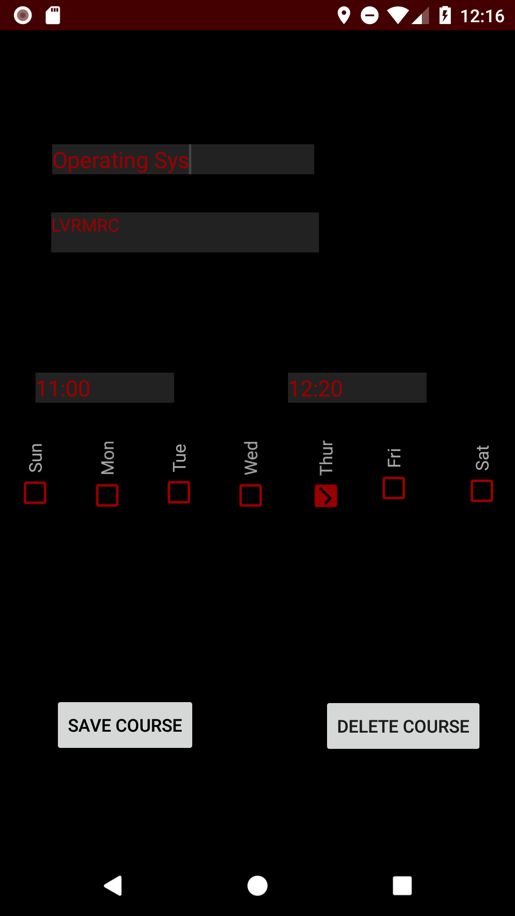 12:16
Operating Sys
LVRMRC
11:00 12:20
Sun Mon Tue Wed Thur Fri Sat
SAVE COURSE DELETE COURSE